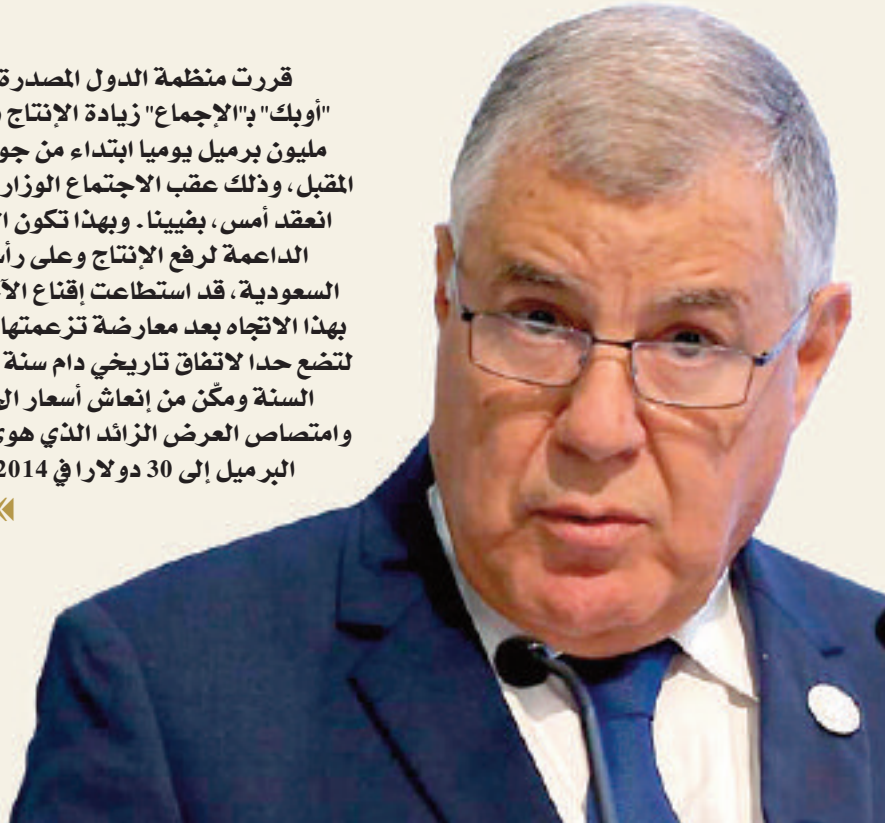 قررت منظمة الدول المصدرة
"أوبك" بـ"الإجماع" زيادة الإنتاج
مليون برميل يوميا ابتداء من
المقبل، وذلك عقب الاجتماع
انعقد أمس، بفيينا. وبهذا تكون
الداعمة لرفع الإنتاج وعلى
السعودية، قد استطاعت إقناع
بهذا الاتجاه بعد معارضة تزعمتها
لتضع حدا لاتفاق تاريخي دام سنة
السنة ومكّن من إنعاش أسعار
وامتصاص العرض الزائد الذي
البرميل إلى 30 دولارا في 2014